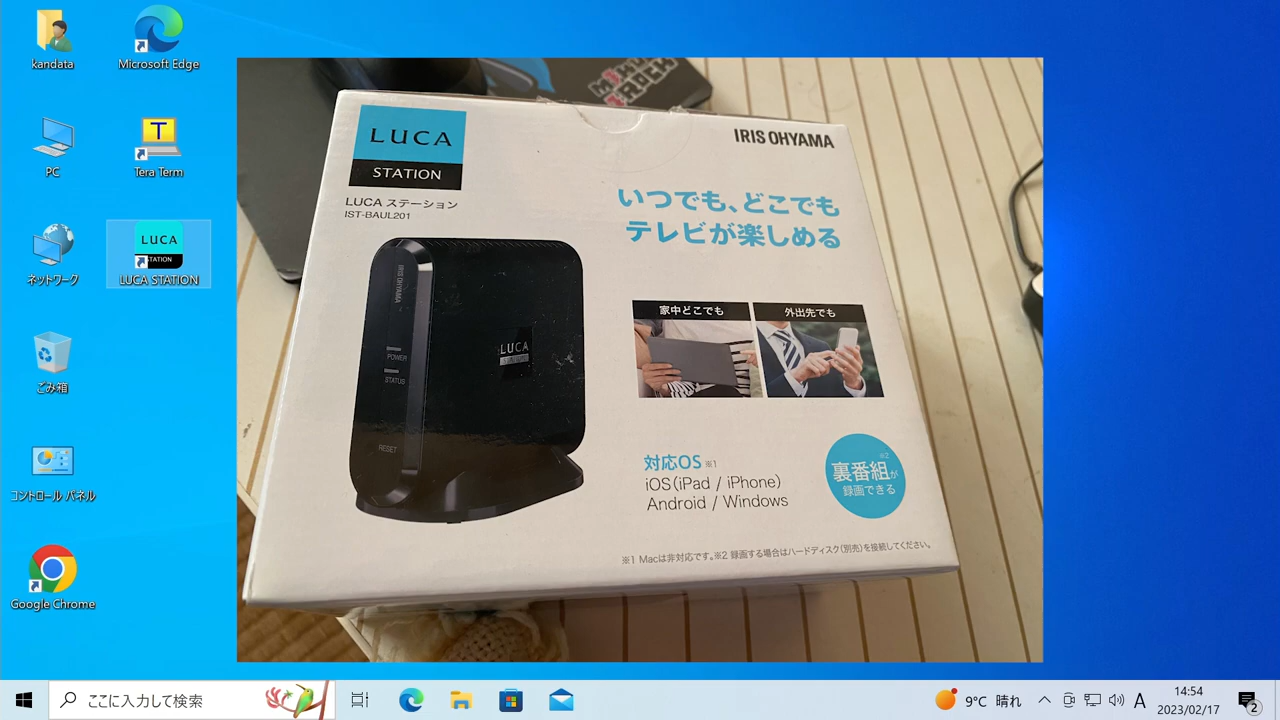 kandata
Microsoft Edge
PC
Tera Term
ネットワーク
LUCA
STATION
LUCA STATION
ごみ箱
コントロール パネル
Google Chrome
LUCA
STATION
LUCA ステーション
IST-BAUL201
IRIS OHYAMA
いつでも、どこでも
テレビが楽しめる
家中どこでも
外出先でも
IRIS OHYAMA
POWER
STATUS
RESET
LUCA
対応OS ※1
iOS(iPad / iPhone)
Android / Windows
※2
裏番組が
録画できる
※1 Macは非対応です。※2 録画する場合はハードディスク(別売)を接続してください。
ここに入力して検索
9℃ 晴れ
A
14:54
2023/02/17
2